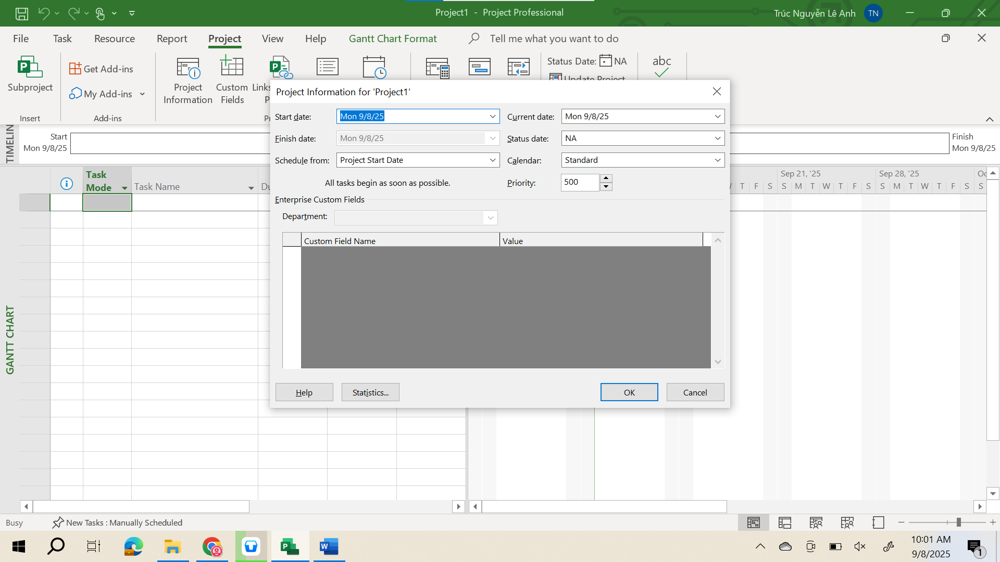 Project1 - Project Professional
Trúc Nguyễn Lê Anh
TN
File Task Resource Report Project View Help Gantt Chart Format Tell me what you want to do
Subproject
Get Add-ins
My Add-ins
Project Information
Custom Fields
Status Date: NA
Update Project
abc
Insert
Add-ins
Project Information for 'Project1'
Start date: Mon 9/8/25
Current date: Mon 9/8/25
Finish date: Mon 9/8/25
Status date: NA
Schedule from: Project Start Date
Calendar: Standard
All tasks begin as soon as possible.
Priority: 500
Enterprise Custom Fields
Department:
Custom Field Name Value
Help Statistics... OK Cancel
Start
Mon 9/8/25
Finish
Mon 9/8/25
Task Mode
Task Name
Sep 21, '25 Sep 28, '25
T F S S M T W T F S S M T W T F S S
GANTT CHART
Busy New Tasks : Manually Scheduled
10:01 AM
9/8/2025
1